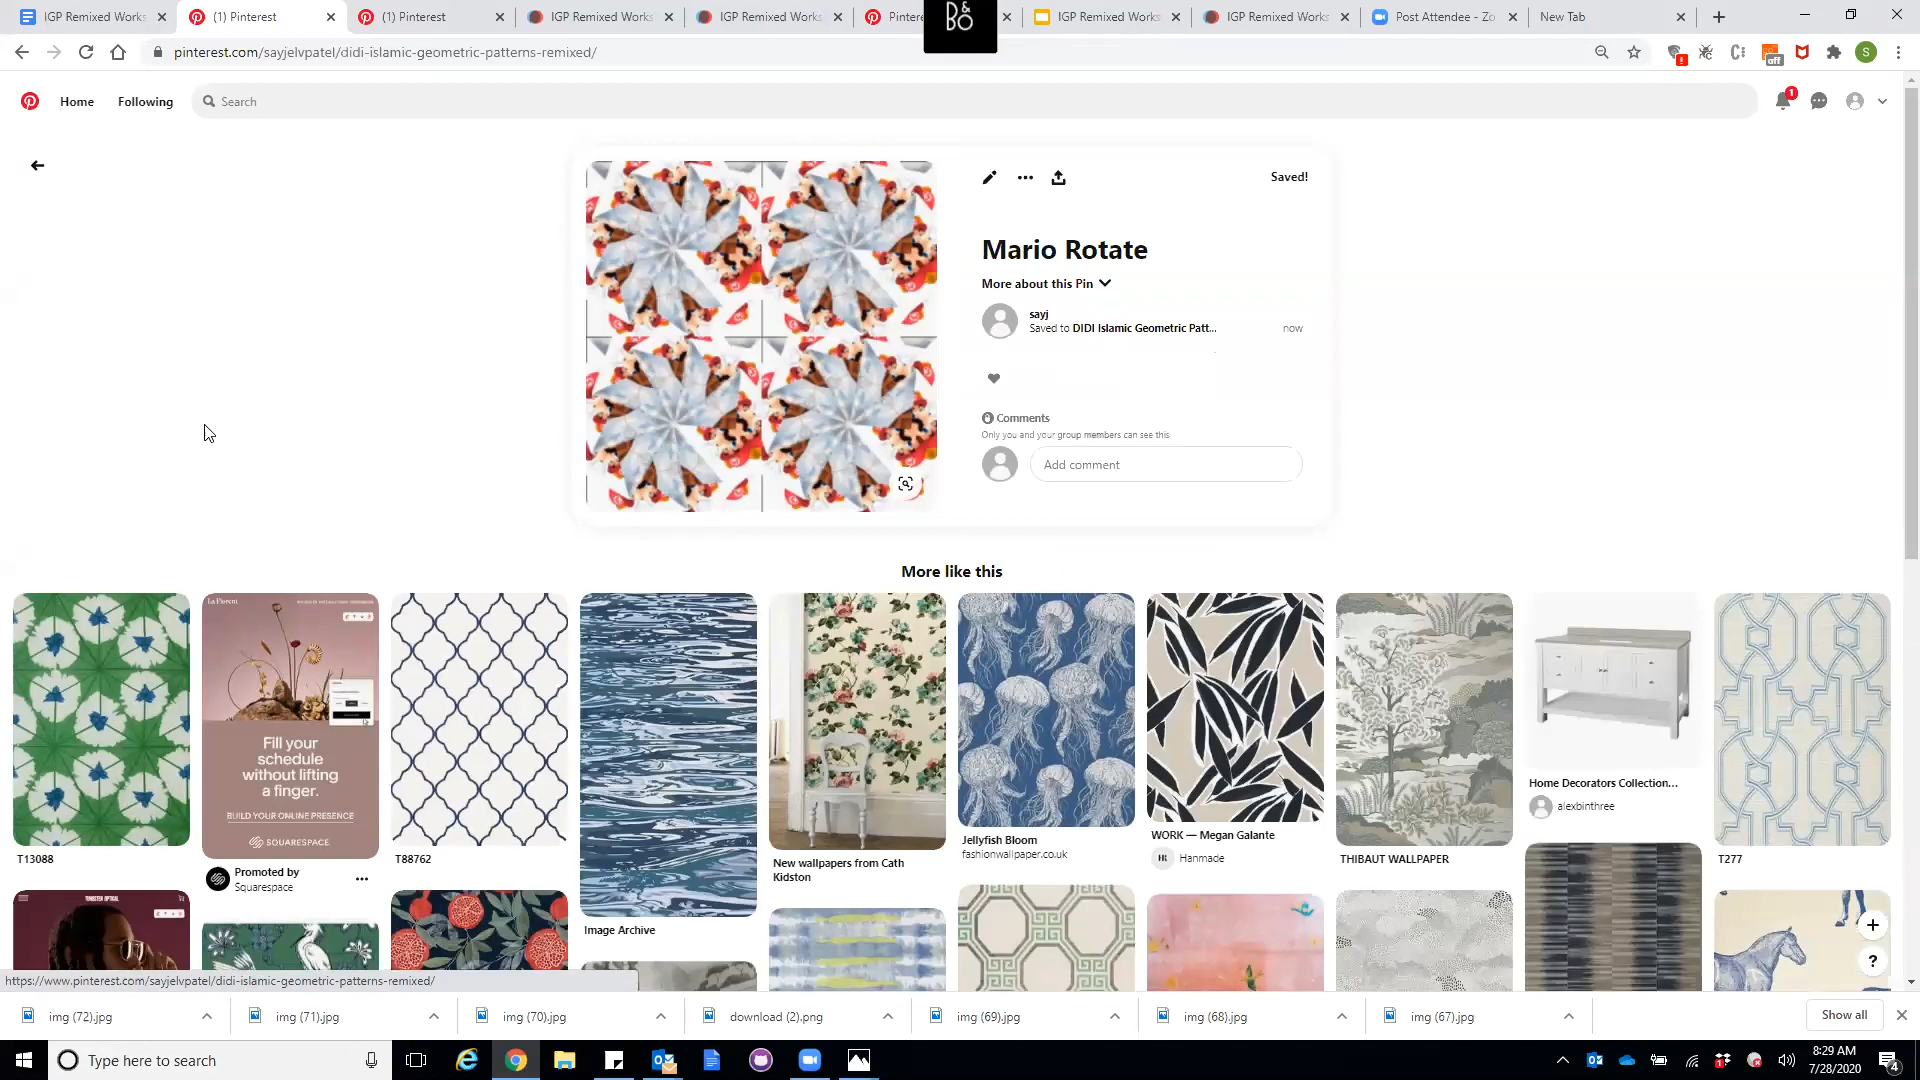 IGP Remixed Works
(1) Pinterest
(1) Pinterest
IGP Remixed Works
IGP Remixed Works
Pinter
IGP Remixed Works
IGP Remixed Works
Post Attendee - Zo
New Tab
B&
BO
pinterest.com/sayjelvpatel/didi-islamic-geometric-patterns-remixed/
off
S
Home
Following
Search
1
Saved!
Mario Rotate
More about this Pin
sayj
Saved to DIDI Islamic Geometric Patt...
now
Comments
Only you and your group members can see this
Add comment
More like this
Fill your
schedule
without lifting
a finger.
BUILD YOUR ONLINE PRESENCE
SQUARESPACE
T13088
Promoted by
Squarespace
T88762
Image Archive
New wallpapers from Cath
Kidston
Jellyfish Bloom
fashionwallpaper.co.uk
WORK — Megan Galante
Hanmade
THIBAUT WALLPAPER
Home Decorators Collection...
alexbinthree
T277
TUNGSTEN OPTICAL
+
?
https://www.pinterest.com/sayjelvpatel/didi-islamic-geometric-patterns-remixed/
img (72).jpg
img (71).jpg
img (70).jpg
download (2).png
img (69).jpg
img (68).jpg
img (67).jpg
Show all
Type here to search
8:29 AM
7/28/2020
4